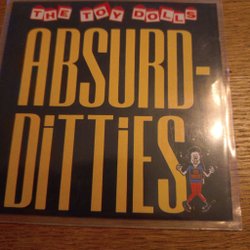 THE TOY DOLLS
ABSURD-
DiTTiES